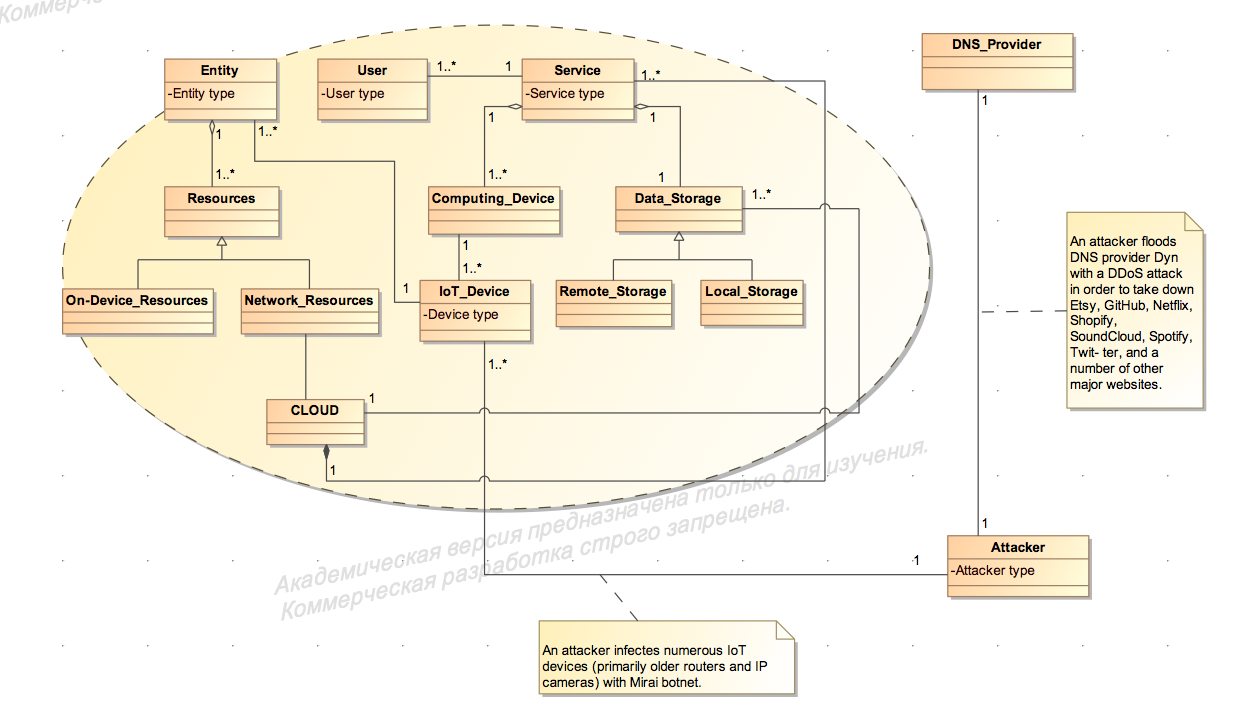 Коммерче
DNS_Provider
Entity
-Entity type
User
-User type
1..*
1
Service
-Service type
1..*
1
1
1..*
1
1
1..*
1..*
1
1..*
Resources
Computing_Device
Data_Storage
1
1..*
1
On-Device_Resources
Network_Resources
IoT_Device
-Device type
Remote_Storage
Local_Storage
1..*
An attacker floods
DNS provider Dyn
with a DDoS attack
in order to take down
Etsy, GitHub, Netflix,
Shopify,
SoundCloud, Spotify,
Twit- ter, and a
number of other
major websites.
CLOUD
1
1
Академическая версия предназначена только для изучения.
Коммерческая разработка строго запрещена.
1
1
Attacker
-Attacker type
An attacker infectes numerous IoT
devices (primarily older routers and IP
cameras) with Mirai botnet.